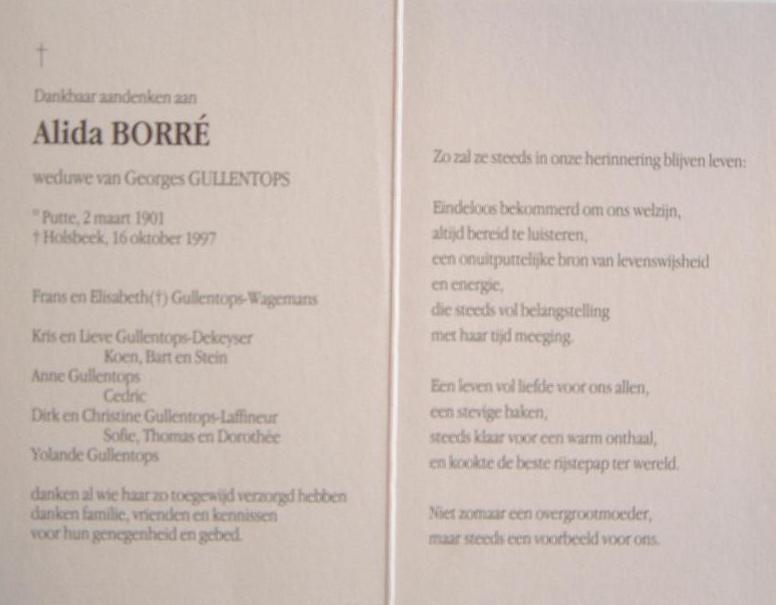 †
Dankbaar aandenken aan
Alida BORRÉ
weduwe van Georges GULLENTOPS
° Putte, 2 maart 1901
† Holsbeek, 16 oktober 1997
Frans en Elisabeth(†) Gullentops-Wagemans
Kris en Lieve Gullentops-Dekeyser
Koen, Bart en Stein
Anne Gullentops
Cedric
Dirk en Christine Gullentops-Laffineur
Sofie, Thomas en Dorothée
Yolande Gullentops
danken al wie haar zo toegewijd verzorgd hebben
danken familie, vrienden en kennissen
voor hun genegenheid en gebed.
Zo zal ze steeds in onze herinnering blijven leven:
Eindeloos bekommerd om ons welzijn,
altijd bereid te luisteren,
een onuitputtelijke bron van levenswijsheid
en energie,
die steeds vol belangstelling
met haar tijd meeging.
Een leven vol liefde voor ons allen,
een stevige baken,
steeds klaar voor een warm onthaal,
en kookte de beste rijstepap ter wereld.
Niet zomaar een overgrootmoeder,
maar steeds een voorbeeld voor ons.